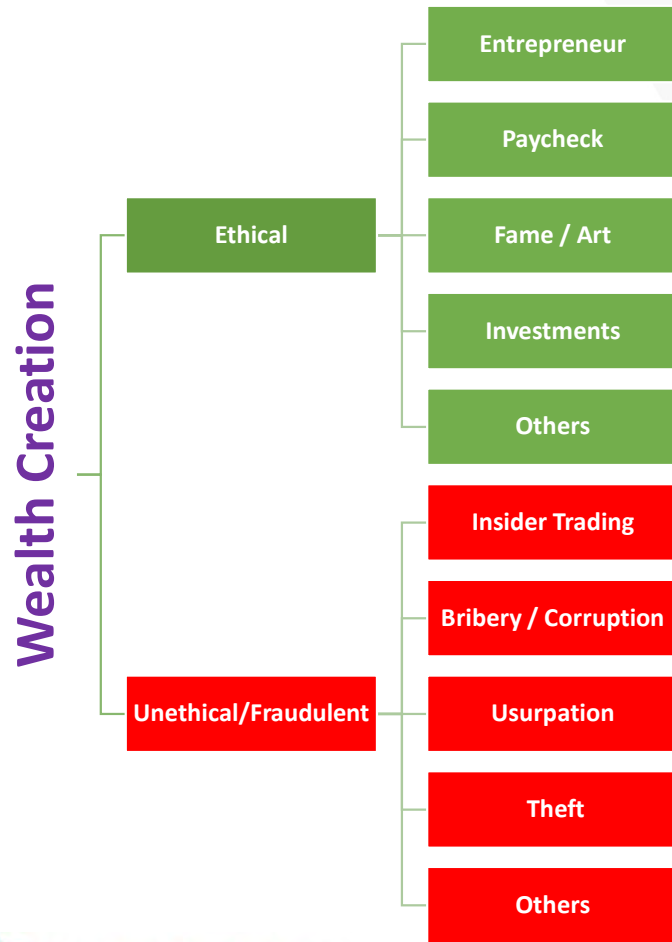 Wealth Creation
Ethical
Entrepreneur
Paycheck
Fame / Art
Investments
Others
Unethical/Fraudulent
Insider Trading
Bribery / Corruption
Usurpation
Theft
Others